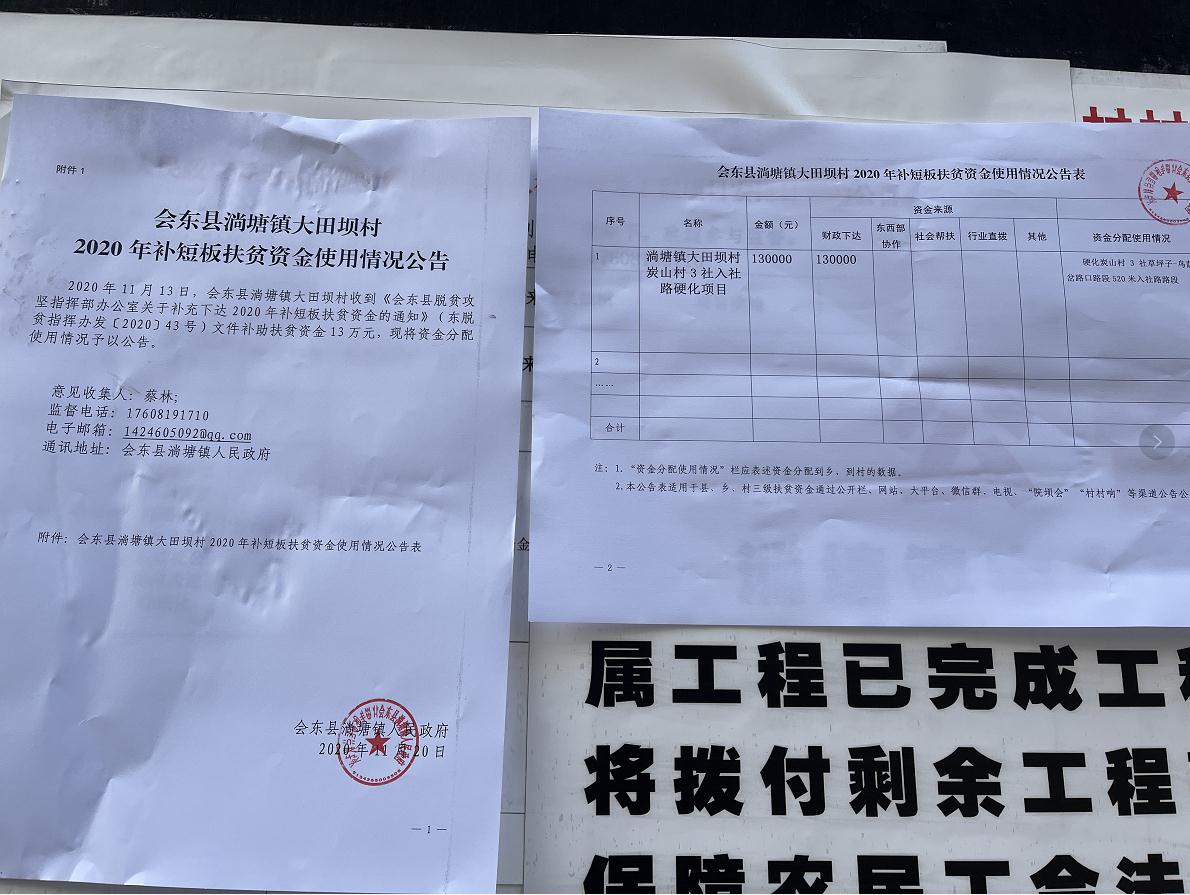 附件 1
会东县淌塘镇大田坝村
2020 年补短板扶贫资金使用情况公告
2020 年 11 月 13 日，会东县淌塘镇大田坝村收到《会东县脱贫攻
坚指挥部办公室关于补充下达 2020 年补短板扶贫资金的通知》（东脱
贫指挥办发〔2020〕43 号）文件补助扶贫资金 13 万元，现将资金分配
使用情况予以公告。
意见收集人：蔡林;
监督电话：17608191710
电子邮箱：1424605092@qq.com
通讯地址：会东县淌塘镇人民政府
附件：会东县淌塘镇大田坝村 2020 年补短板扶贫资金使用情况公告表
会东县淌塘镇人民政府
2020 年 11 月 20 日
— 1 —
会东县淌塘镇大田坝村 2020 年补短板扶贫资金使用情况公告表
序号 名称 金额（元） 资金来源 资金分配使用情况
财政下达 东西部协作 社会帮扶 行业直拨 其他
1 淌塘镇大田坝村 130000 130000 硬化炭山村 3 社草坪子-乌
炭山村 3 社入社 岔路口路段 520 米入社路路段
路硬化项目
2
……
合计
注：1.“资金分配使用情况”栏应表述资金分配到乡、到村的数据。
2.本公告表适用于县、乡、村三级扶贫资金通过公开栏、网站、大平台、微信群、电视、“院坝会”“村村响”等渠道公告公
— 2 —
属工程已完成工
将拨付剩余工程
保障农民工合法